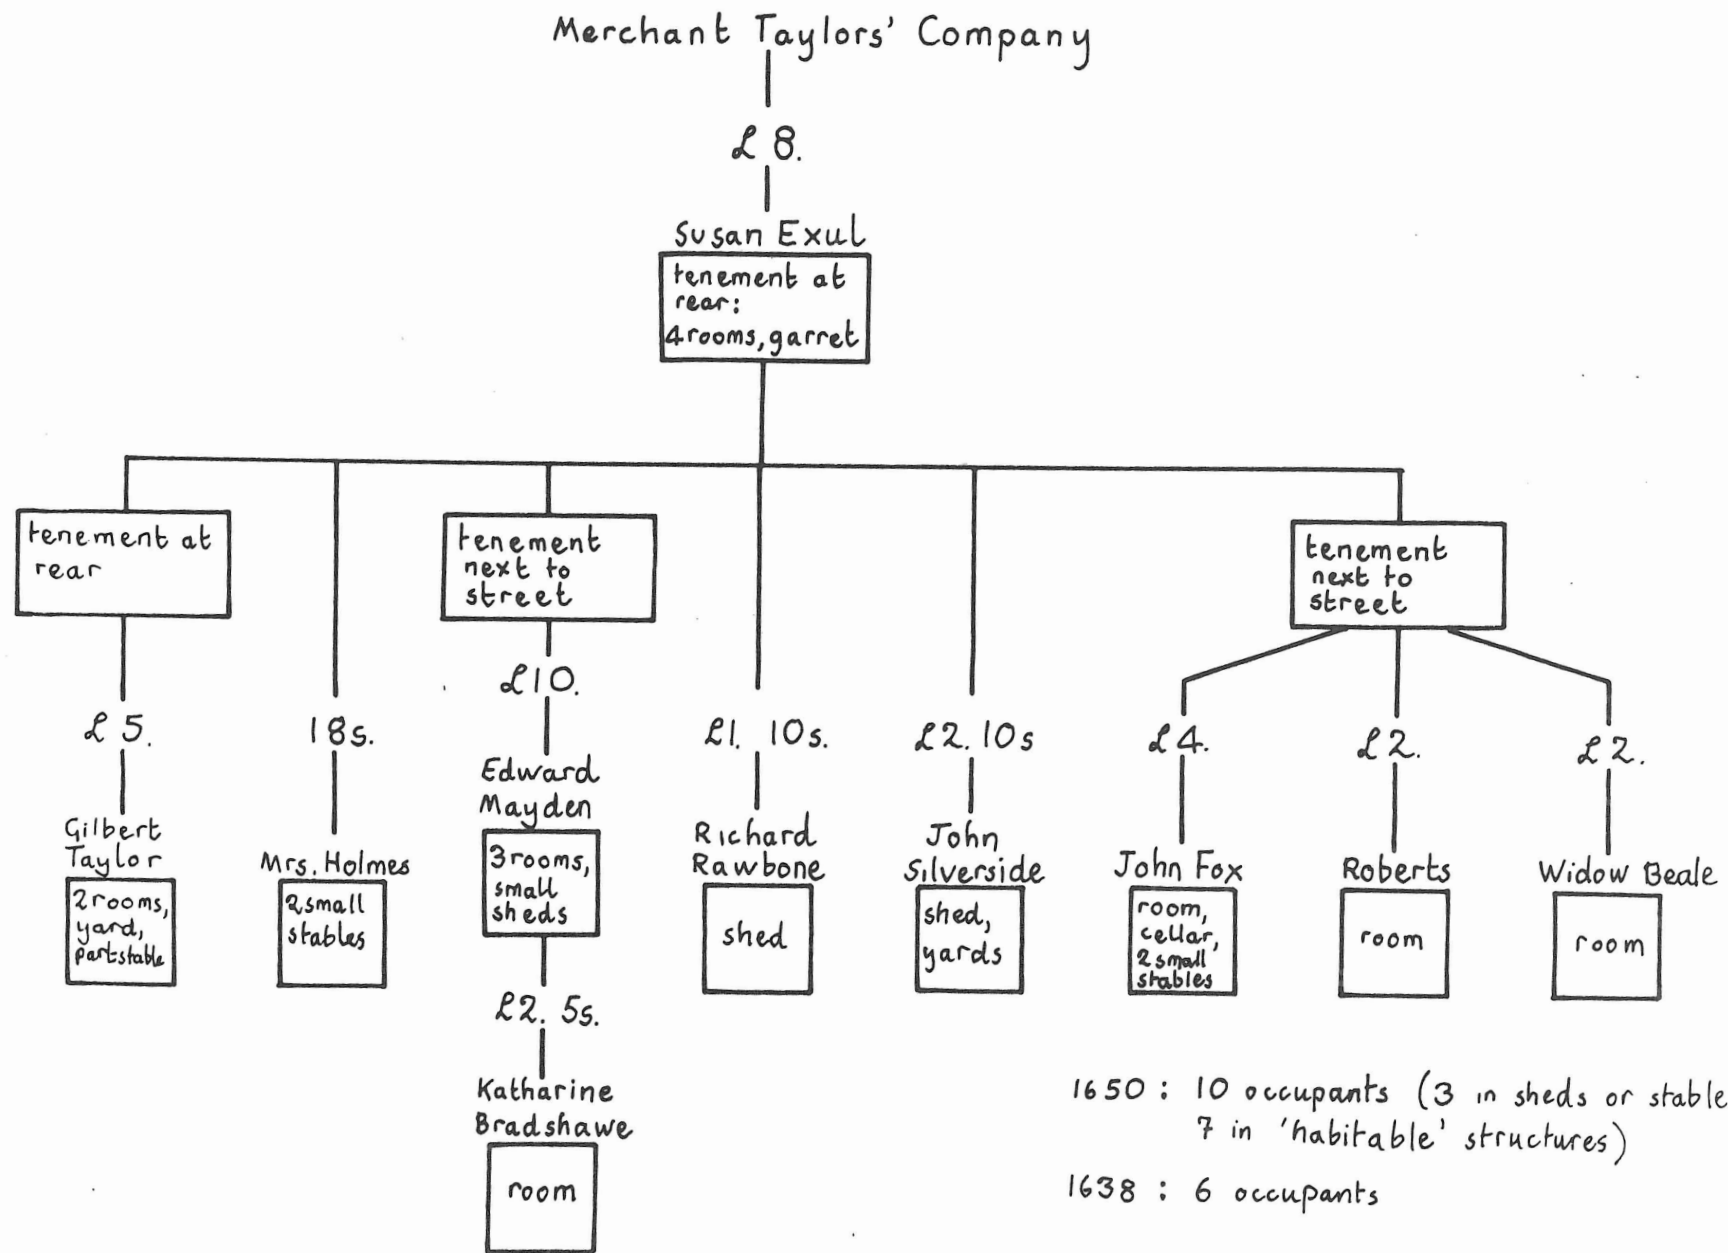 Merchant Taylors' Company
£ 8.
Susan Exul
tenement at
rear:
4 rooms, garret
tenement at
rear
tenement
next to
street
tenement
next to
street
£ 5.
Gilbert
Taylor
2 rooms,
yard,
part stable
18s.
Mrs. Holmes
2 small
stables
£10.
Edward
Mayden
3 rooms,
small
sheds
£2. 5s.
Katharine
Bradshawe
room
£1. 10s.
Richard
Rawbone
shed
£2. 10s
John
Silverside
shed,
yards
£4.
John Fox
room,
cellar,
2 small
stables
£ 2.
Roberts
room
£ 2.
Widow Beale
room
1650 : 10 occupants (3 in sheds or stable
7 in 'habitable' structures)
1638 : 6 occupants